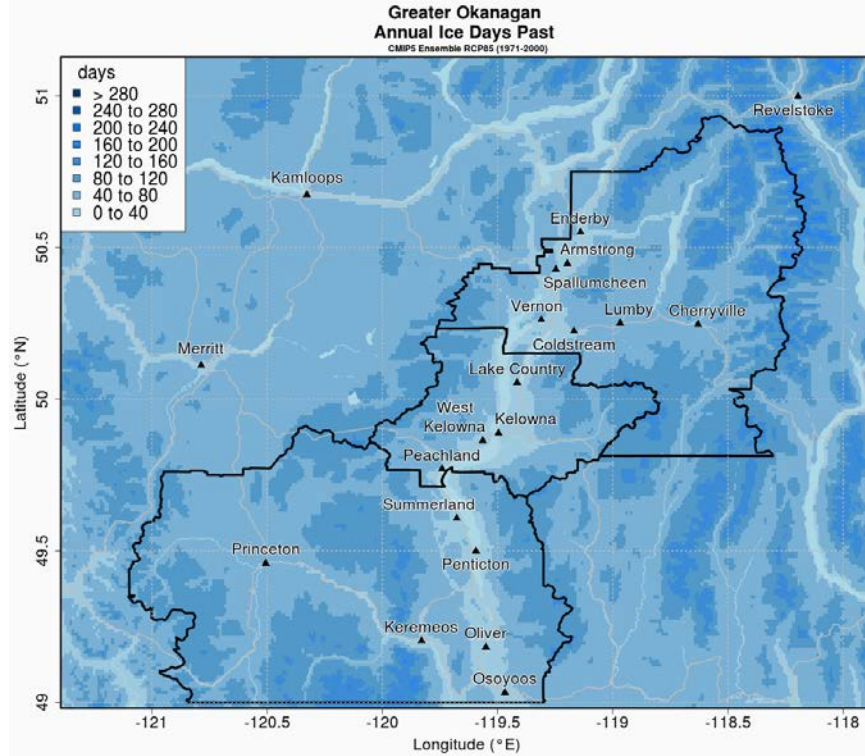 Greater Okanagan
Annual Ice Days Past
CMIP5 Ensemble RCP85 (1971-2000)
days
> 280
240 to 280
200 to 240
160 to 200
120 to 160
80 to 120
40 to 80
0 to 40
51
50.5
50
49.5
49
Latitude (°N)
Revelstoke
Kamloops
Enderby
Armstrong
Spallumcheen
Vernon
Lumby
Cherryville
Coldstream
Merritt
Lake Country
West
Kelowna
Kelowna
Peachland
Summerland
Princeton
Penticton
Keremeos
Oliver
Osoyoos
-121
-120.5
-120
-119.5
-119
-118.5
-118
Longitude (°E)